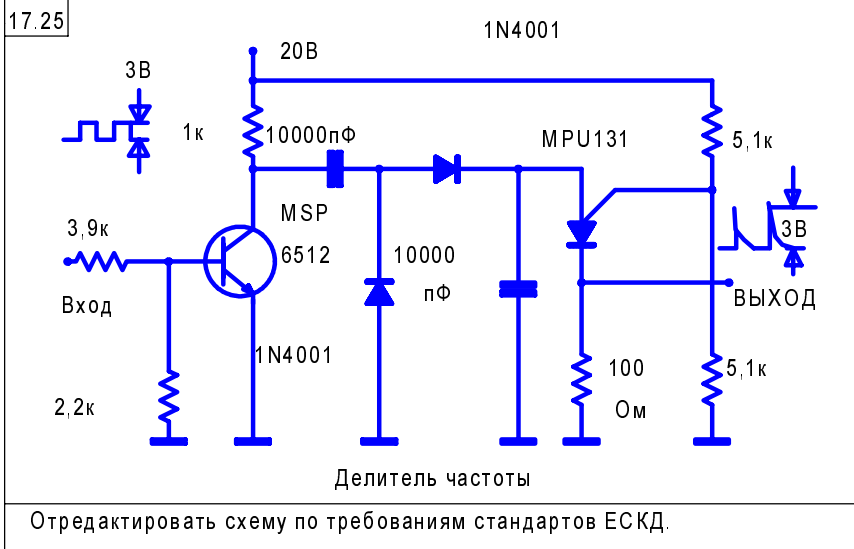 17.25
1N4001
20В
3В
1к
10000пФ
MPU131
5,1к
MSP
6512
3,9к
10000
пФ
3В
Вход
ВЫХОД
1N4001
100
Ом
5,1к
2,2к
Делитель частоты
Отредактировать схему по требованиям стандартов ЕСКД.